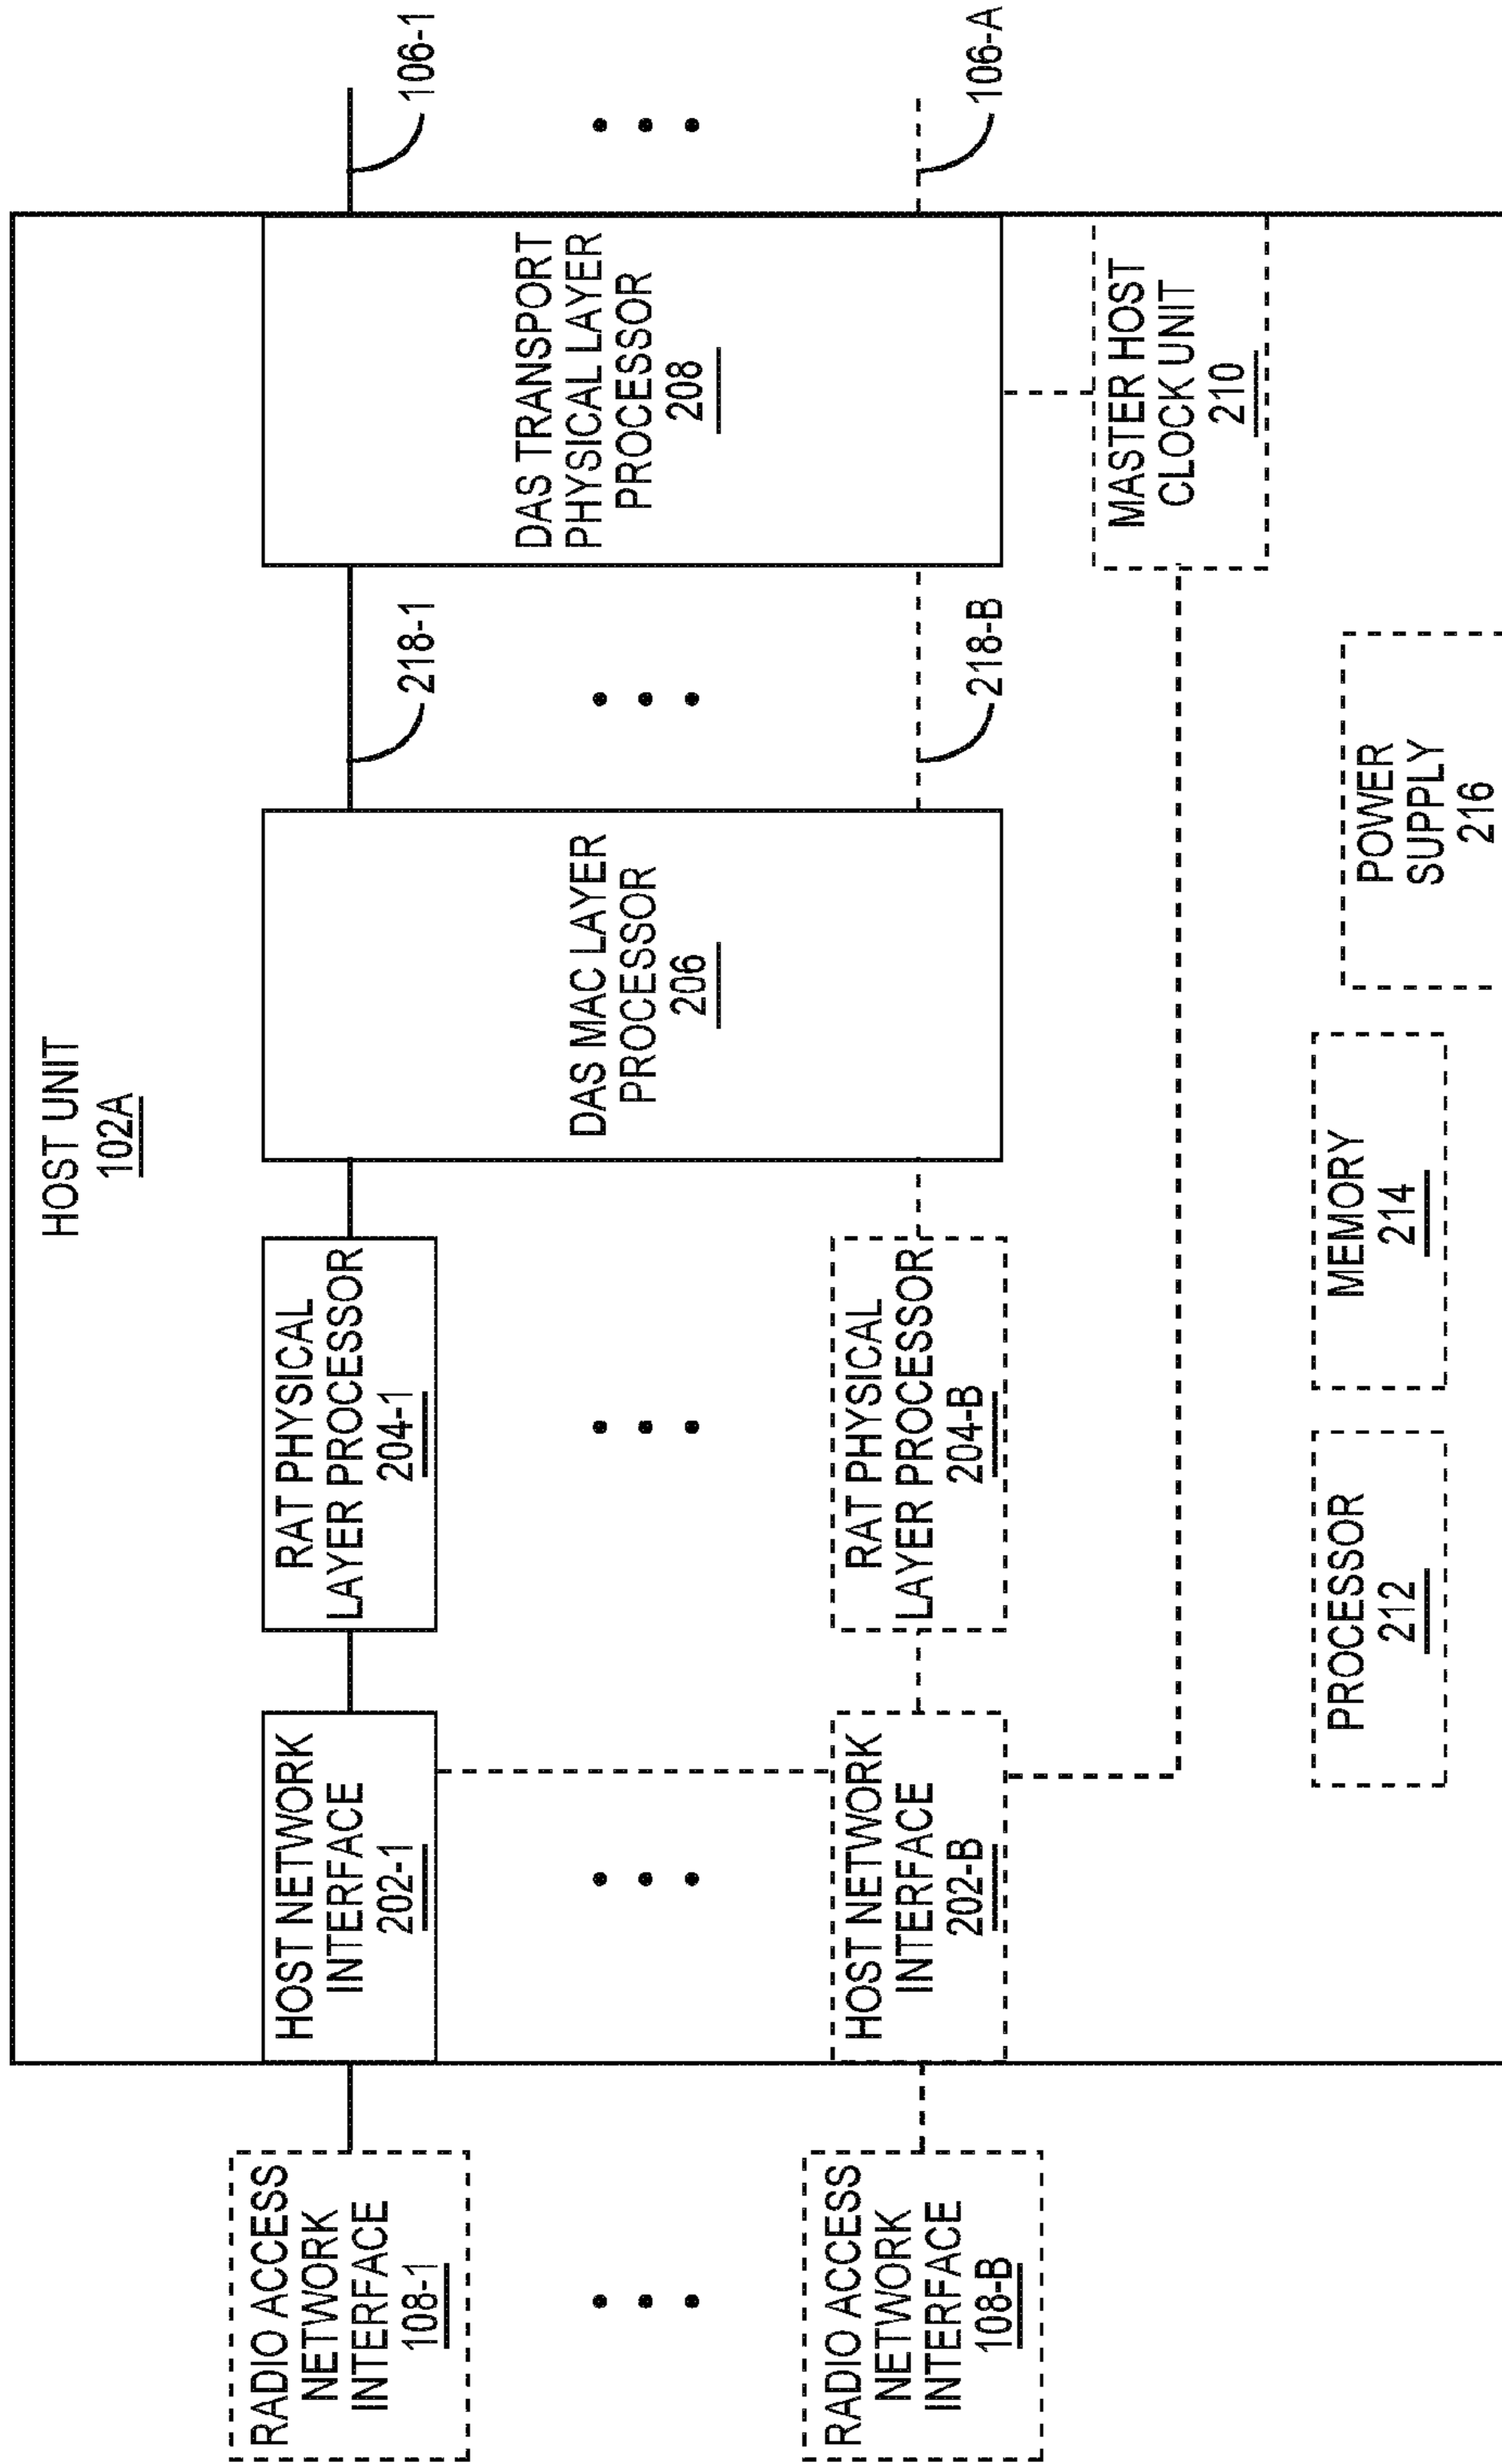 HOST UNIT
102A
RADIO ACCESS
NETWORK
INTERFACE
108-1
HOST NETWORK
INTERFACE
202-1
RAT PHYSICAL
LAYER PROCESSOR
204-1
DAS MAC LAYER
PROCESSOR
206
218-1
DAS TRANSPORT
PHYSICAL LAYER
PROCESSOR
208
106-1
RADIO ACCESS
NETWORK
INTERFACE
108-B
HOST NETWORK
INTERFACE
202-B
RAT PHYSICAL
LAYER PROCESSOR
204-B
218-B
106-A
MASTER HOST
CLOCK UNIT
210
PROCESSOR
212
MEMORY
214
POWER
SUPPLY
216